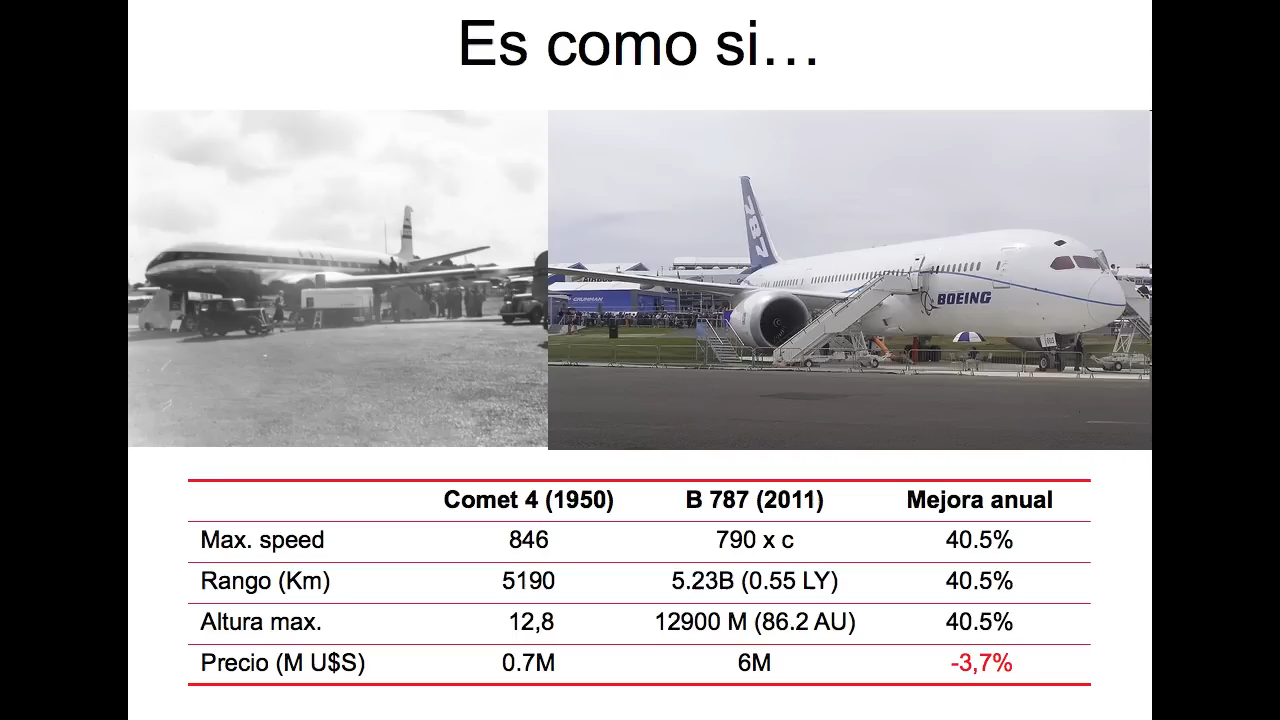 Es como si…
787
GRUMMAN
BOEING
Comet 4 (1950) B 787 (2011) Mejora anual
Max. speed 846 790 x c 40.5%
Rango (Km) 5190 5.23B (0.55 LY) 40.5%
Altura max. 12,8 12900 M (86.2 AU) 40.5%
Precio (M U$S) 0.7M 6M -3,7%